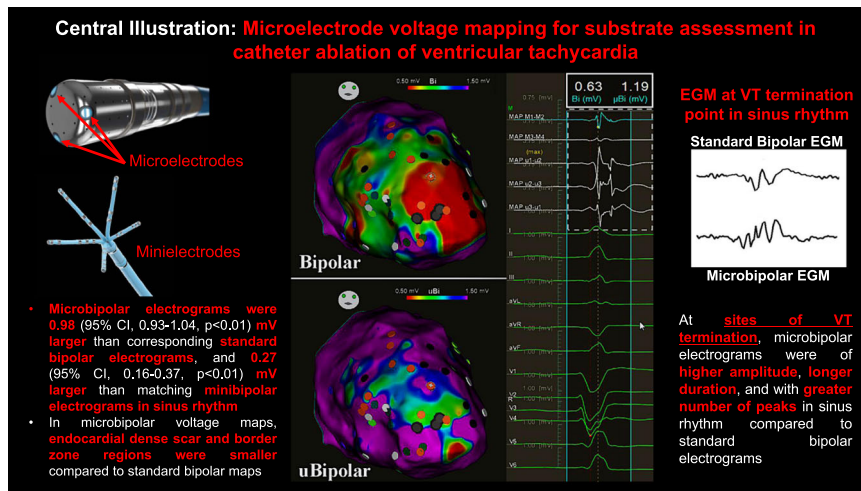 Central Illustration: Microelectrode voltage mapping for substrate assessment in
catheter ablation of ventricular tachycardia
Microelectrodes
Minielectrodes
• Microbipolar electrograms were
0.98 (95% CI, 0.93-1.04, p<0.01) mV
larger than corresponding standard
bipolar electrograms, and 0.27
(95% CI, 0.16-0.37, p<0.01) mV
larger than matching minibipolar
electrograms in sinus rhythm
• In microbipolar voltage maps,
endocardial dense scar and border
zone regions were smaller
compared to standard bipolar maps
0.50 mV Bi 1.50 mV
Bipolar
0.50 mV uBi 1.50 mV
uBipolar
0.63 1.19
Bi (mV) µBi (mV)
0.75 (mV)
M
MAP M1-M2
MAP M3-M4
(max)
MAP u1-u2
MAP u2-u3
MAP u3-u1
I
II
III
aVL
aVR
aVF
V1
V2
R
V3
V4
V5
V6
EGM at VT termination
point in sinus rhythm
Standard Bipolar EGM
Microbipolar EGM
At sites of VT
termination, microbipolar
electrograms were of
higher amplitude, longer
duration, and with greater
number of peaks in sinus
rhythm compared to
standard bipolar
electrograms